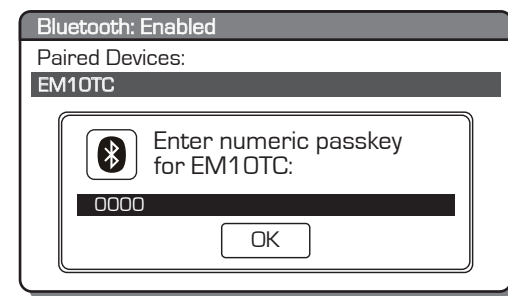 Bluetooth: Enabled
Paired Devices:
EM10TC
Enter numeric passkey
for EM10TC:
0000
OK